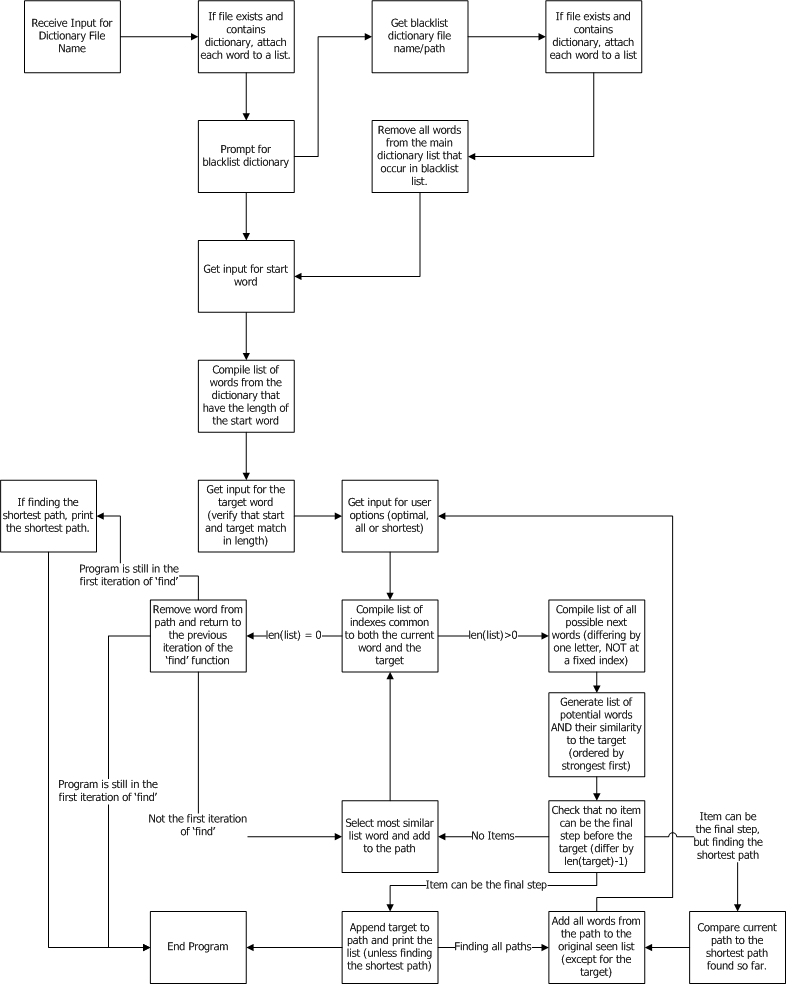 Receive Input for
Dictionary File
Name
If file exists and
contains
dictionary, attach
each word to a list.
Get blacklist
dictionary file
name/path
If file exists and
contains
dictionary, attach
each word to a list
Prompt for
blacklist dictionary
Remove all words
from the main
dictionary list that
occur in blacklist
list.
Get input for start
word
Compile list of
words from the
dictionary that
have the length of
the start word
If finding the
shortest path, print
the shortest path.
Get input for the
target word
(verify that start
and target match
in length)
Get input for user
options (optimal,
all or shortest)
Program is still in the
first iteration of ‘find’
Remove word from
path and return to
the previous
iteration of the
‘find’ function
len(list) = 0
Compile list of
indexes common
to both the current
word and the
target
len(list)>0
Compile list of all
possible next
words (differing by
one letter, NOT at
a fixed index)
Generate list of
potential words
AND their similarity
to the target
(ordered by
strongest first)
Program is still in the
first iteration of ‘find’
Not the first iteration
of ‘find’
Select most similar
list word and add
to the path
No Items
Check that no item
can be the final
step before the
target (differ by
len(target)-1)
Item can be
the final step,
but finding the
shortest path
Item can be the final step
End Program
Append target to
path and print the
list (unless finding
the shortest path)
Finding all paths
Add all words from
the path to the
original seen list
(except for the
target)
Compare current
path to the
shortest path
found so far.